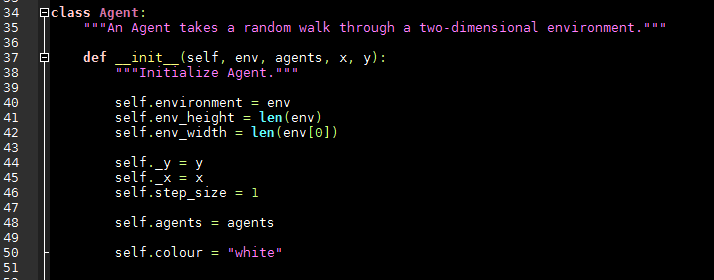 33
34 class Agent:
35     """An Agent takes a random walk through a two-dimensional environment."""
36
37     def __init__(self, env, agents, x, y):
38         """Initialize Agent."""
39
40         self.environment = env
41         self.env_height = len(env)
42         self.env_width = len(env[0])
43
44         self._y = y
45         self._x = x
46         self.step_size = 1
47
48         self.agents = agents
49
50         self.colour = "white"
51